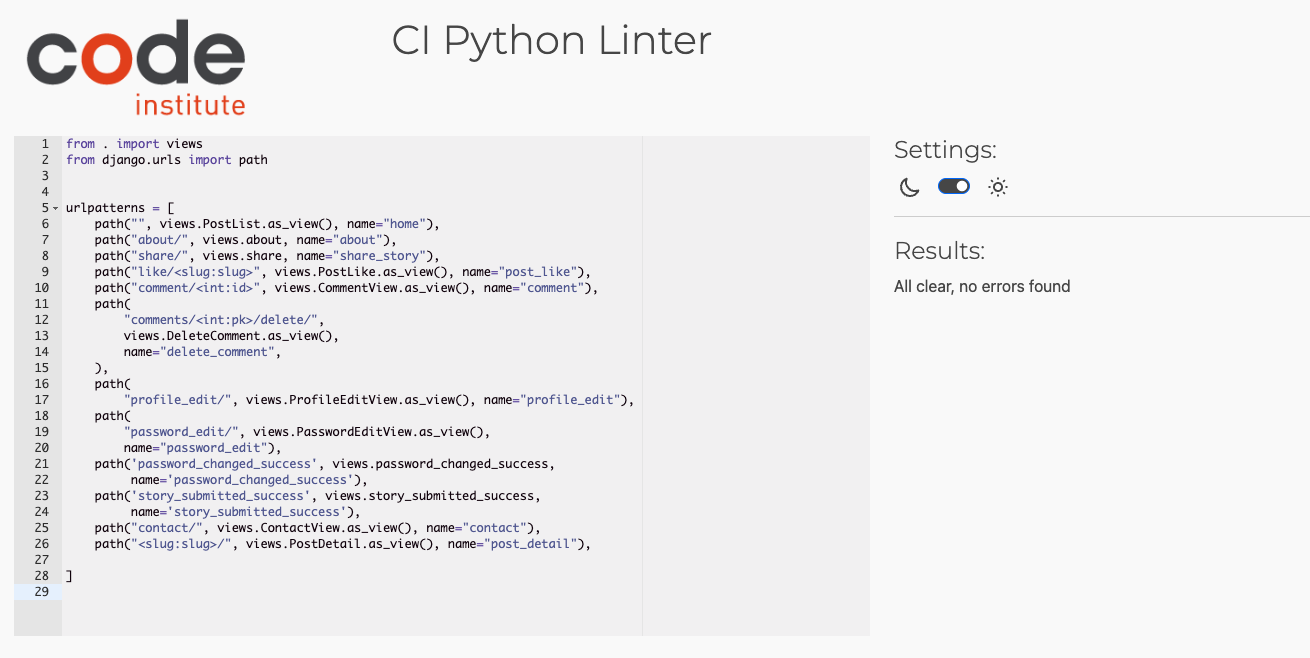 code
institute
CI Python Linter
1 from . import views
2 from django.urls import path
3
4
5 urlpatterns = [
6     path("", views.PostList.as_view(), name="home"),
7     path("about/", views.about, name="about"),
8     path("share/", views.share, name="share_story"),
9     path("like/<slug:slug>", views.PostLike.as_view(), name="post_like"),
10     path("comment/<int:id>", views.CommentView.as_view(), name="comment"),
11     path(
12         "comments/<int:pk>/delete/",
13         views.DeleteComment.as_view(),
14         name="delete_comment",
15     ),
16     path(
17         "profile_edit/", views.ProfileEditView.as_view(), name="profile_edit"),
18     path(
19         "password_edit/", views.PasswordEditView.as_view(),
20         name="password_edit"),
21     path('password_changed_success', views.password_changed_success,
22          name='password_changed_success'),
23     path('story_submitted_success', views.story_submitted_success,
24          name='story_submitted_success'),
25     path("contact/", views.ContactView.as_view(), name="contact"),
26     path("<slug:slug>/", views.PostDetail.as_view(), name="post_detail"),
27
28 ]
29
Settings:
Results:
All clear, no errors found